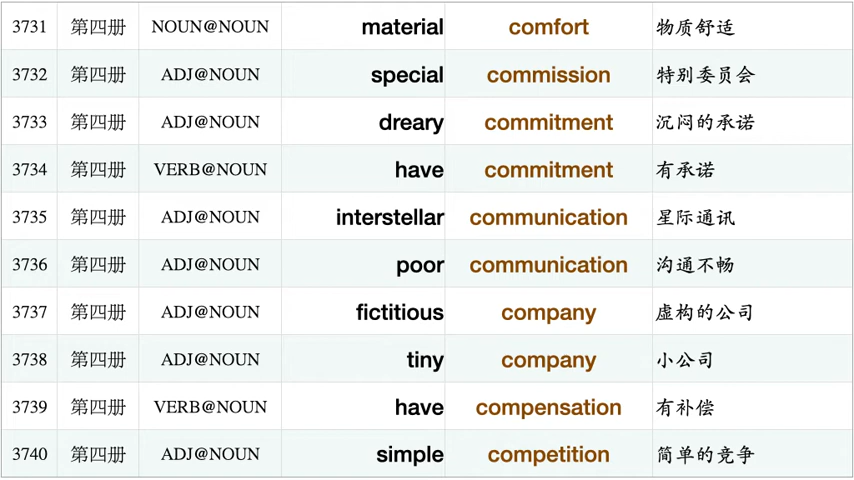 3731 第四册 NOUN@NOUN material comfort 物质舒适
3732 第四册 ADJ@NOUN special commission 特别委员会
3733 第四册 ADJ@NOUN dreary commitment 沉闷的承诺
3734 第四册 VERB@NOUN have commitment 有承诺
3735 第四册 ADJ@NOUN interstellar communication 星际通讯
3736 第四册 ADJ@NOUN poor communication 沟通不畅
3737 第四册 ADJ@NOUN fictitious company 虚构的公司
3738 第四册 ADJ@NOUN tiny company 小公司
3739 第四册 VERB@NOUN have compensation 有补偿
3740 第四册 ADJ@NOUN simple competition 简单的竞争